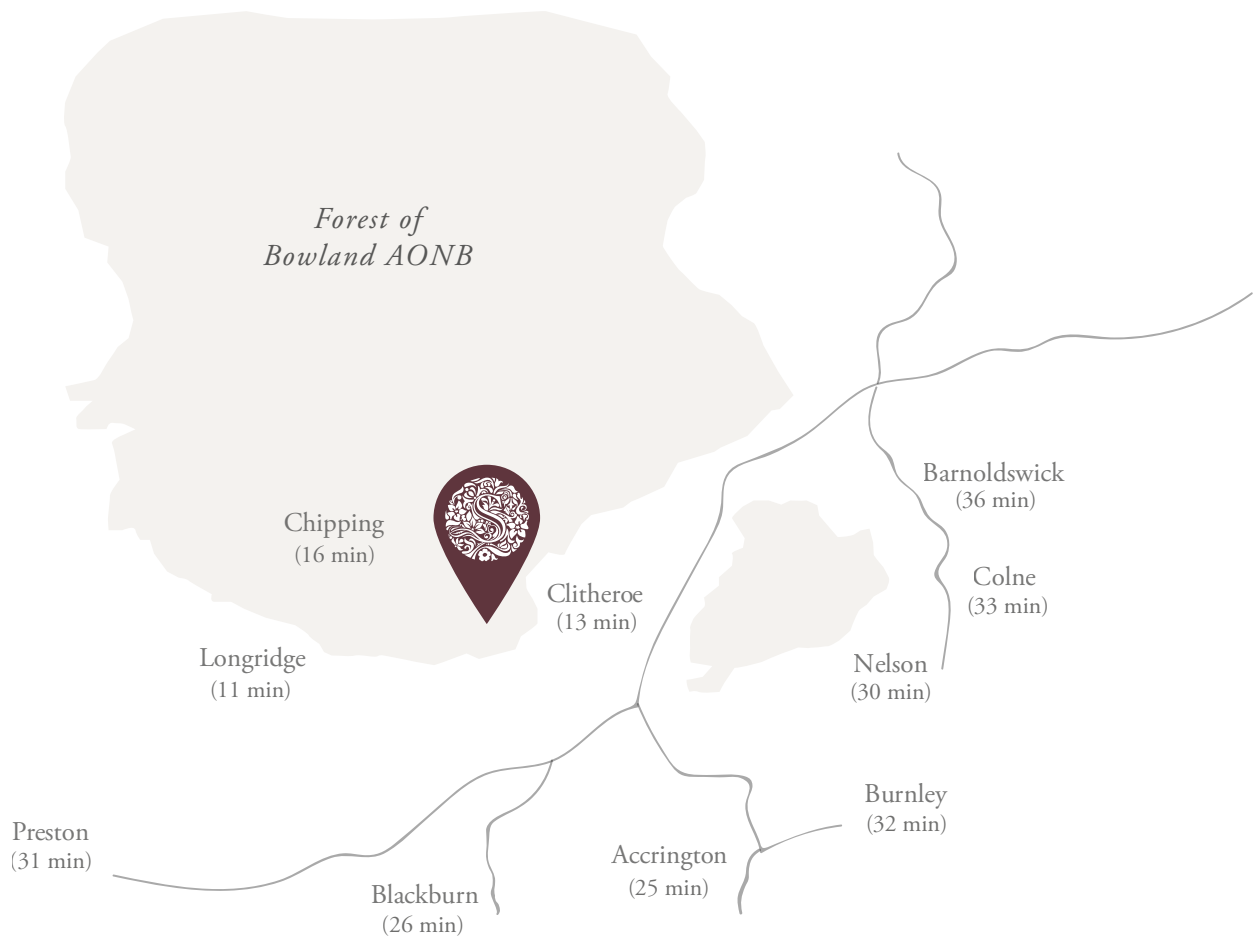 Forest of
Bowland AONB
Barnoldswick
(36 min)
Chipping
(16 min)
S
Colne
(33 min)
Clitheroe
(13 min)
Longridge
(11 min)
Nelson
(30 min)
Burnley
(32 min)
Preston
(31 min)
Accrington
(25 min)
Blackburn
(26 min)